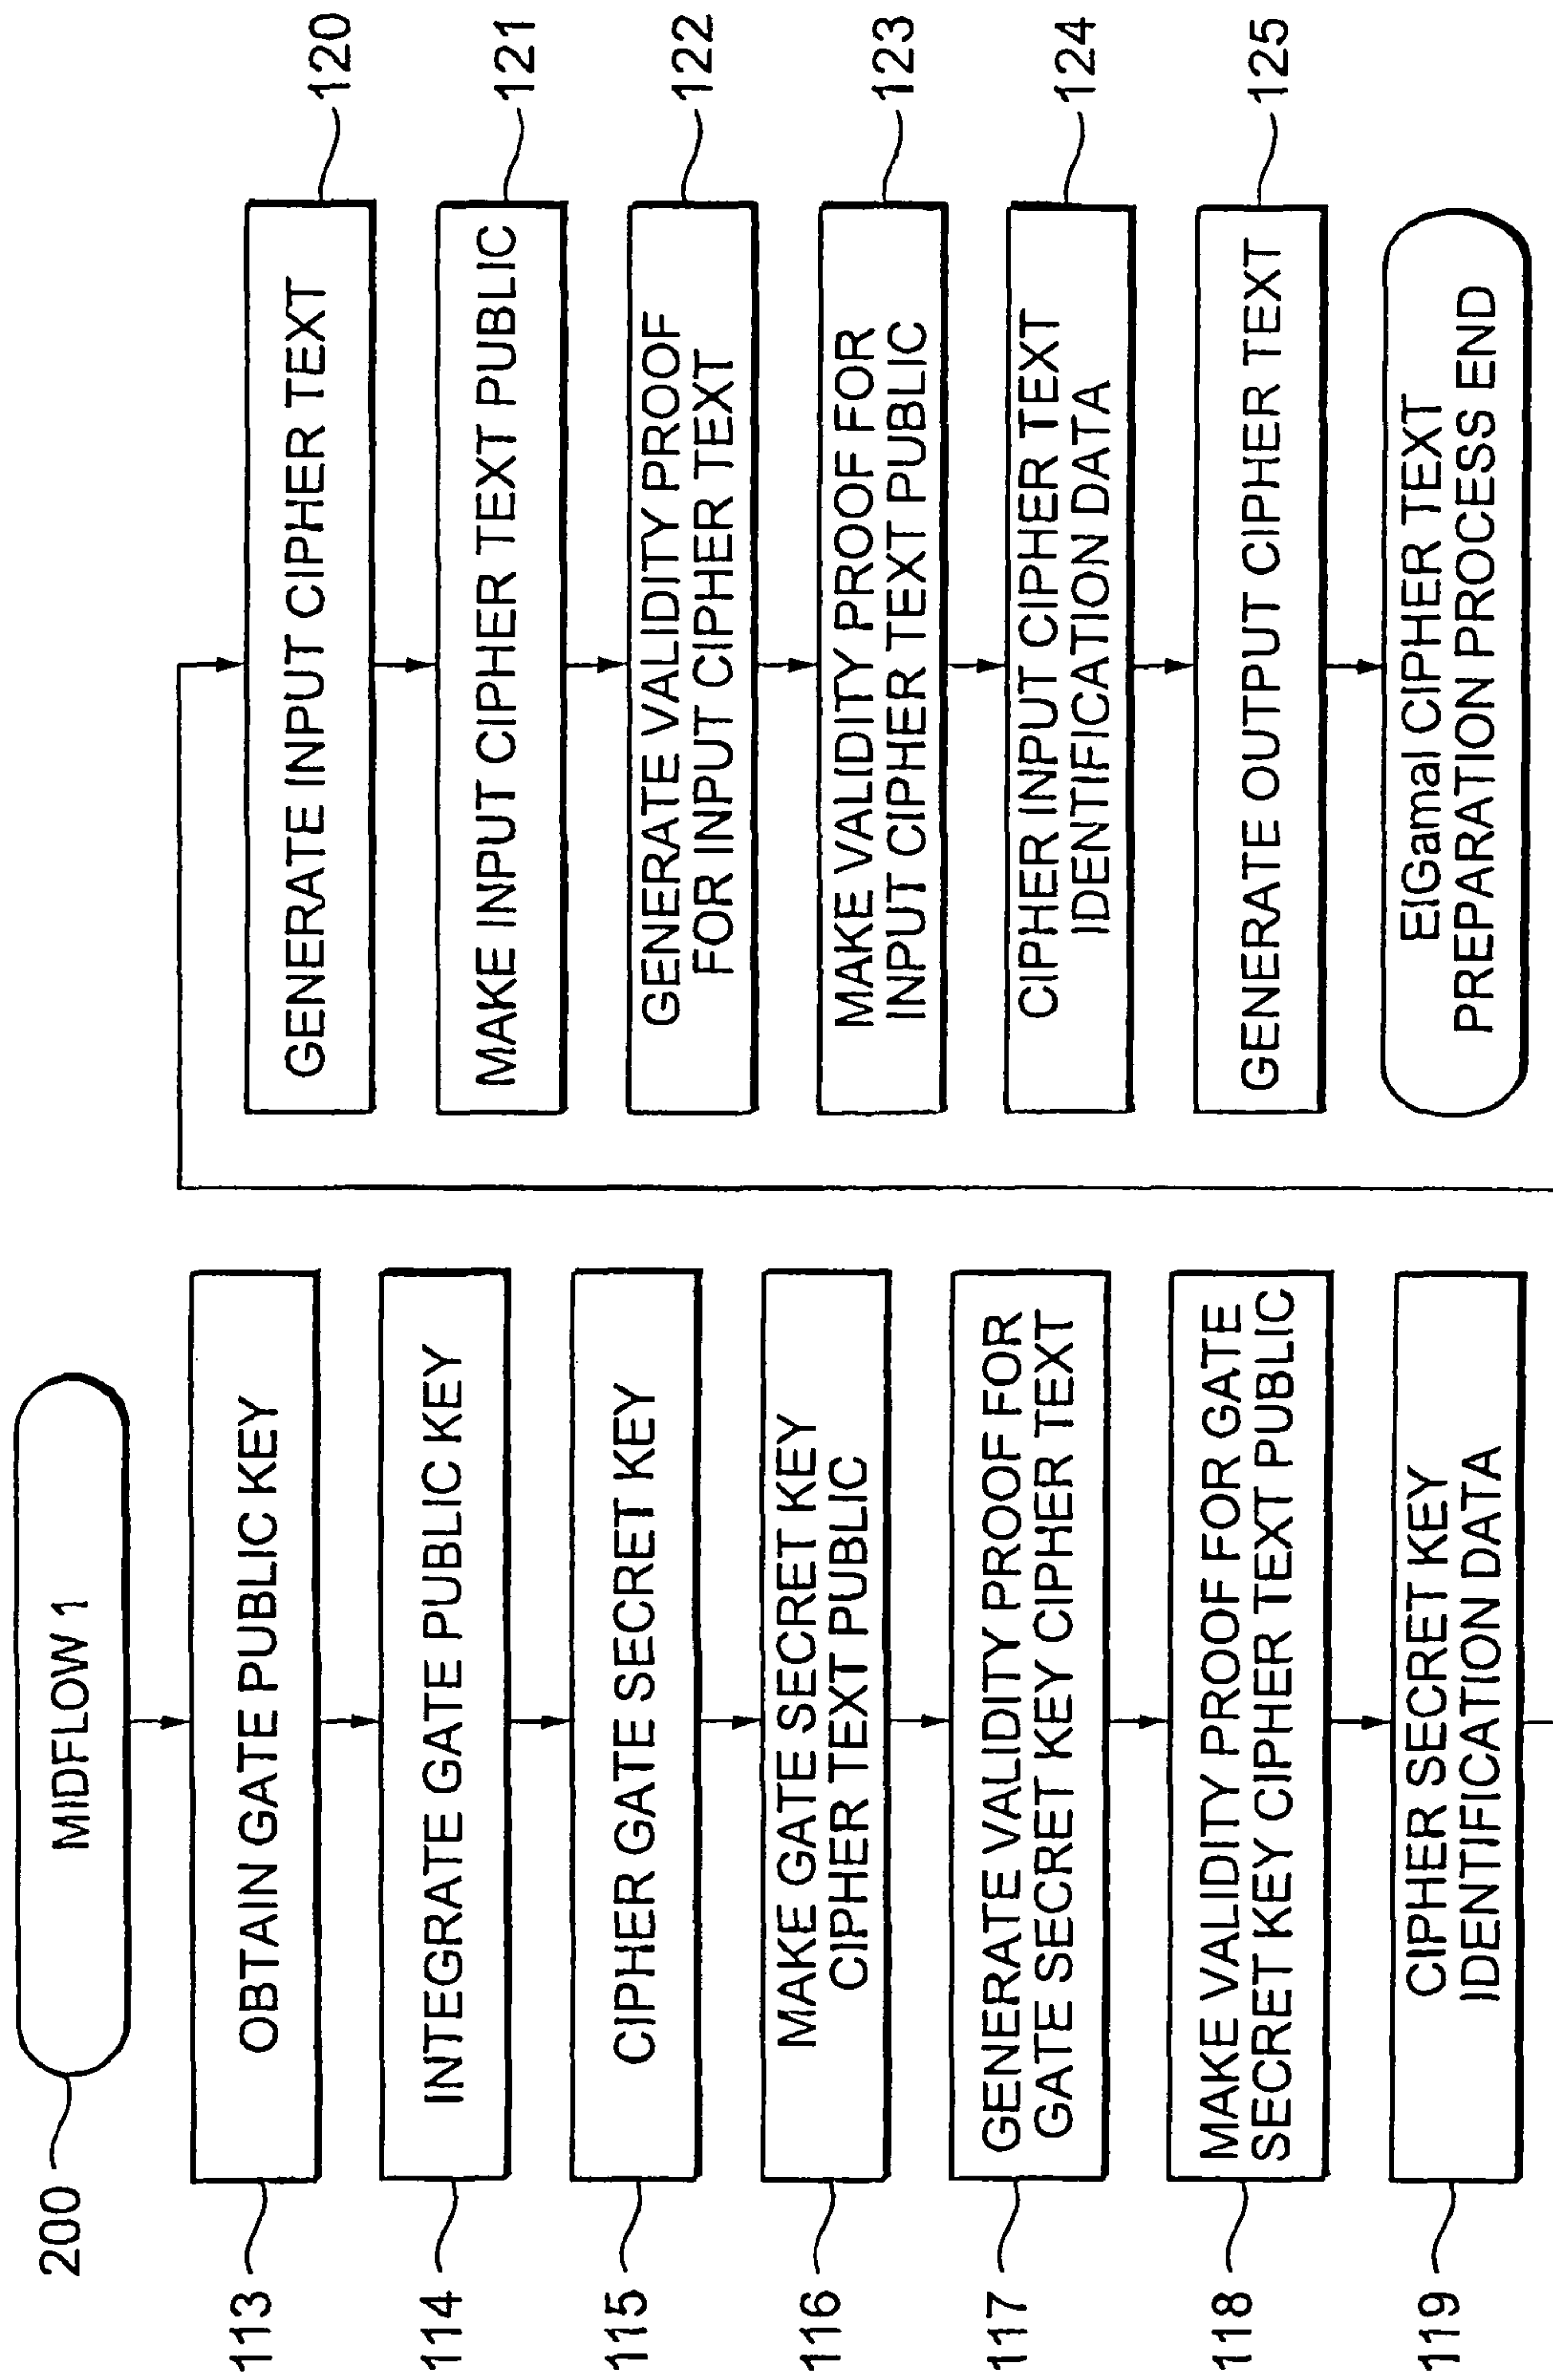 MIDFLOW 1
200
OBTAIN GATE PUBLIC KEY
113
INTEGRATE GATE PUBLIC KEY
114
CIPHER GATE SECRET KEY
115
MAKE GATE SECRET KEY
CIPHER TEXT PUBLIC
116
GENERATE VALIDITY PROOF FOR
GATE SECRET KEY CIPHER TEXT
117
MAKE VALIDITY PROOF FOR GATE
SECRET KEY CIPHER TEXT PUBLIC
118
CIPHER SECRET KEY
IDENTIFICATION DATA
119
GENERATE INPUT CIPHER TEXT
120
MAKE INPUT CIPHER TEXT PUBLIC
121
GENERATE VALIDITY PROOF
FOR INPUT CIPHER TEXT
122
MAKE VALIDITY PROOF FOR
INPUT CIPHER TEXT PUBLIC
123
CIPHER INPUT CIPHER TEXT
IDENTIFICATION DATA
124
GENERATE OUTPUT CIPHER TEXT
125
ElGamal CIPHER TEXT
PREPARATION PROCESS END